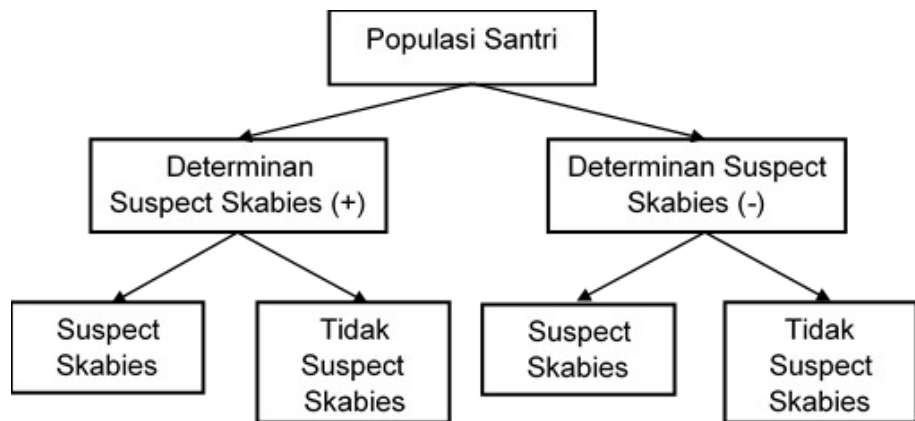 Populasi Santri
Determinan
Suspect Skabies (+)
Determinan Suspect
Skabies (-)
Suspect
Skabies
Tidak
Suspect
Skabies
Suspect
Skabies
Tidak
Suspect
Skabies